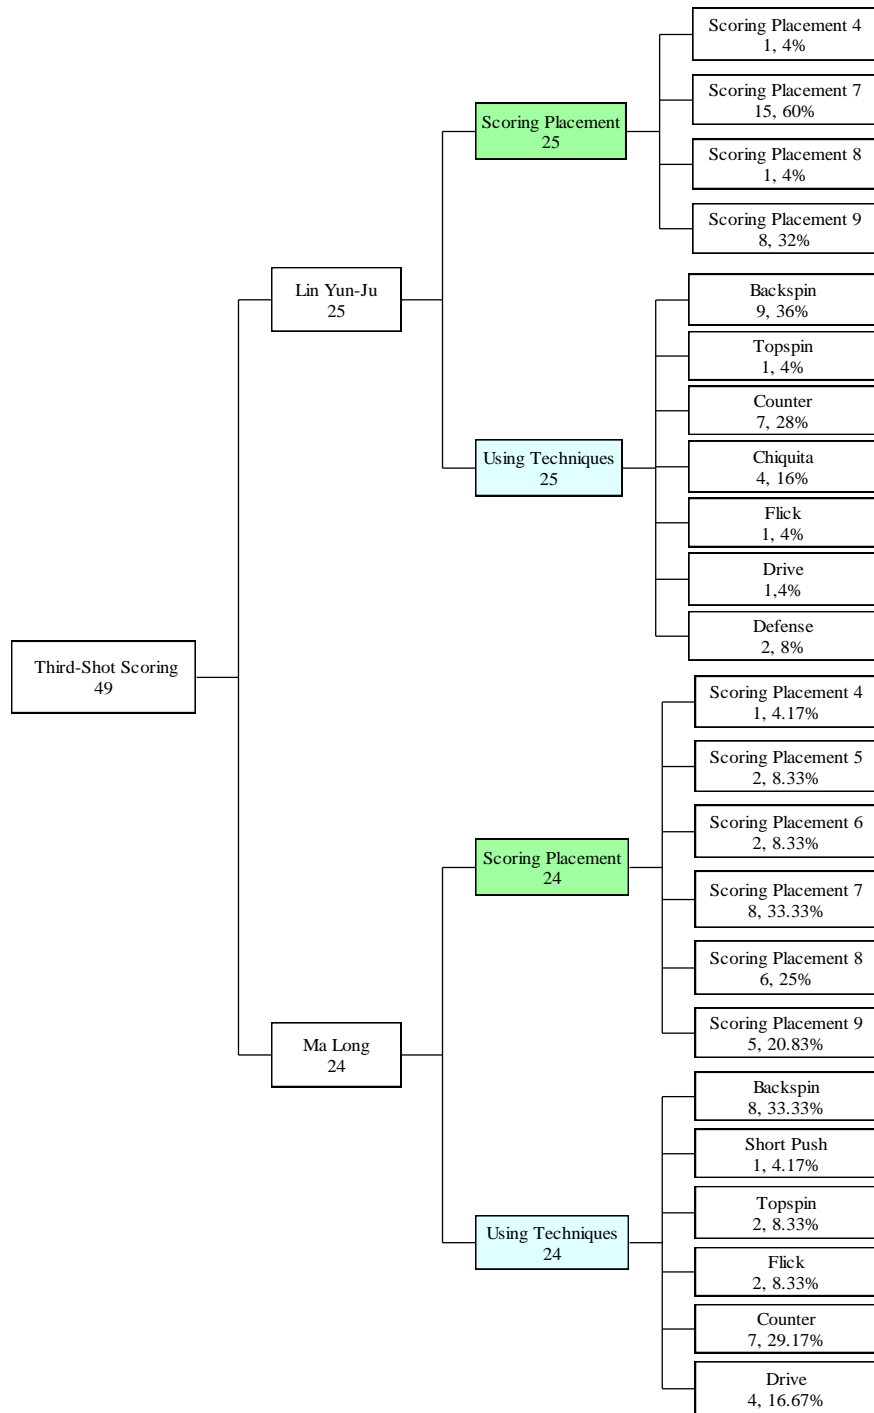 Third-Shot Scoring
49
Lin Yun-Ju
25
Scoring Placement
25
Scoring Placement 4
1, 4%
Scoring Placement 7
15, 60%
Scoring Placement 8
1, 4%
Scoring Placement 9
8, 32%
Using Techniques
25
Backspin
9, 36%
Topspin
1, 4%
Counter
7, 28%
Chiquita
4, 16%
Flick
1, 4%
Drive
1,4%
Defense
2, 8%
Ma Long
24
Scoring Placement
24
Scoring Placement 4
1, 4.17%
Scoring Placement 5
2, 8.33%
Scoring Placement 6
2, 8.33%
Scoring Placement 7
8, 33.33%
Scoring Placement 8
6, 25%
Scoring Placement 9
5, 20.83%
Using Techniques
24
Backspin
8, 33.33%
Short Push
1, 4.17%
Topspin
2, 8.33%
Flick
2, 8.33%
Counter
7, 29.17%
Drive
4, 16.67%